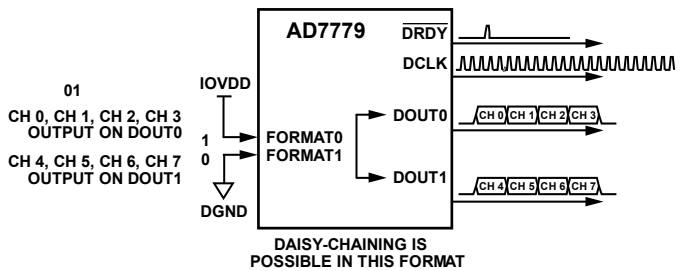 AD7779
DRDY
DCLK
01
IOVDD
CH 0, CH 1, CH 2, CH 3
OUTPUT ON DOUT0
1
FORMAT0
DOUT0
CH 0 CH 1 CH 2 CH 3
CH 4, CH 5, CH 6, CH 7
OUTPUT ON DOUT1
0
FORMAT1
DOUT1
CH 4 CH 5 CH 6 CH 7
DGND
DAISY-CHAINING IS
POSSIBLE IN THIS FORMAT